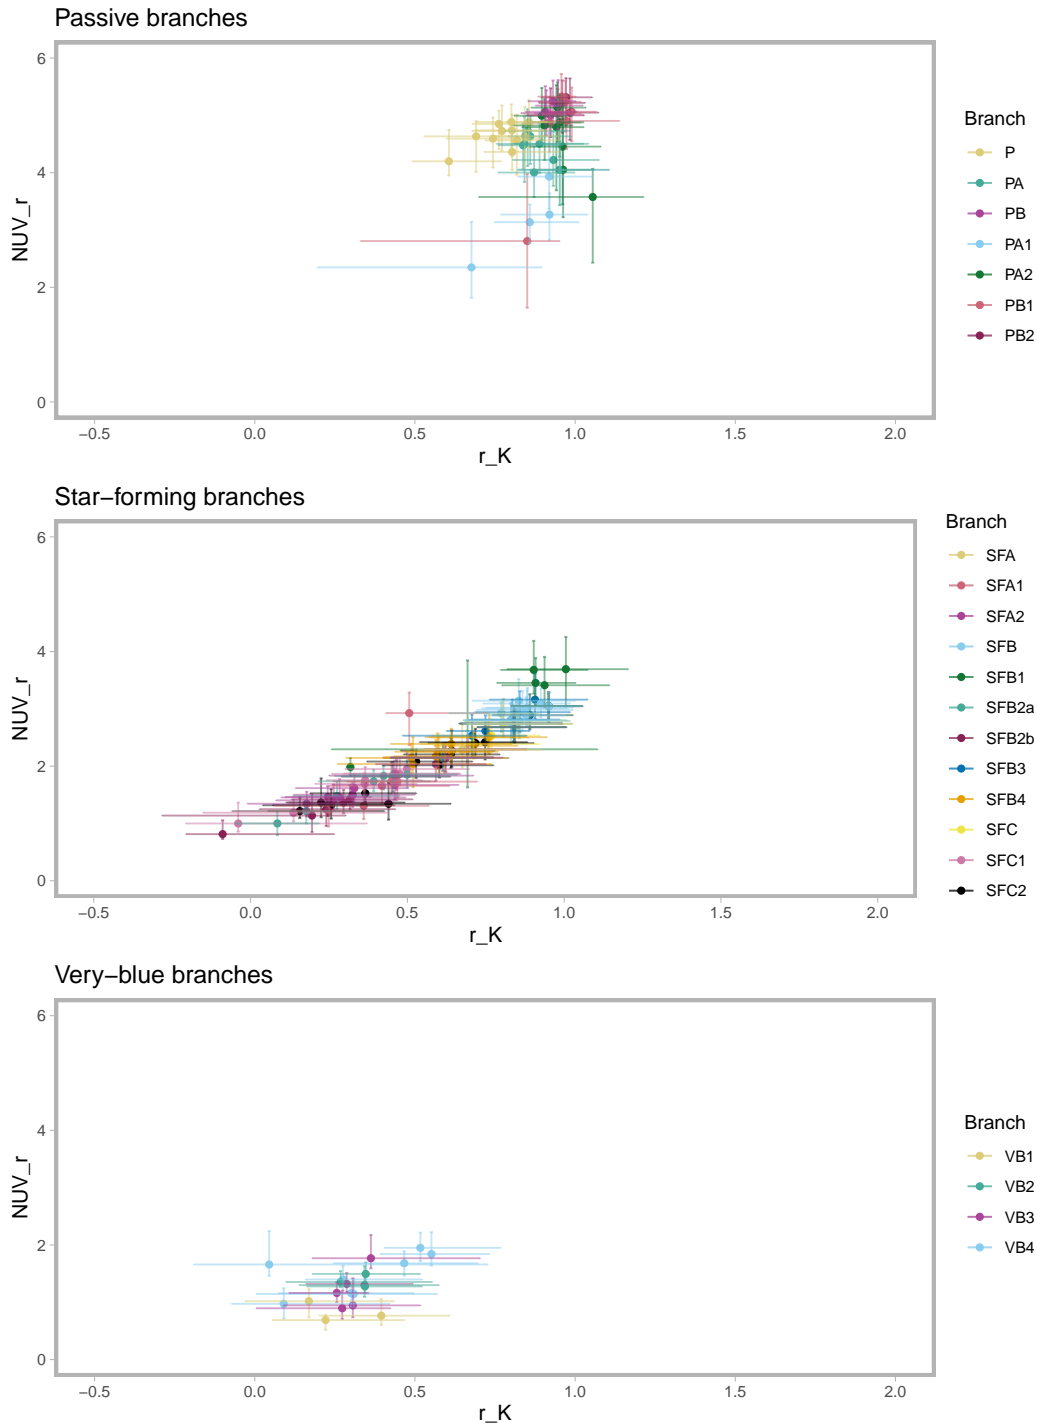 Passive branches
6
4
2
0
NUV_r
−0.5 0.0 0.5 1.0 1.5 2.0
r_K
Branch
P
PA
PB
PA1
PA2
PB1
PB2
Star−forming branches
6
4
2
0
NUV_r
−0.5 0.0 0.5 1.0 1.5 2.0
r_K
Branch
SFA
SFA1
SFA2
SFB
SFB1
SFB2a
SFB2b
SFB3
SFB4
SFC
SFC1
SFC2
Very−blue branches
6
4
2
0
NUV_r
−0.5 0.0 0.5 1.0 1.5 2.0
r_K
Branch
VB1
VB2
VB3
VB4